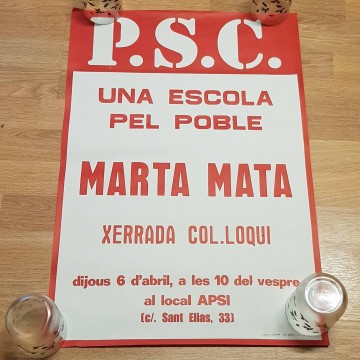 P.S.C.
UNA ESCOLA
PEL POBLE
MARTA MATA
XERRADA COL.LOQUI
dijous 6 d'abril, a les 10 del vespre
al local APSI
(c/. Sant Elias, 33)